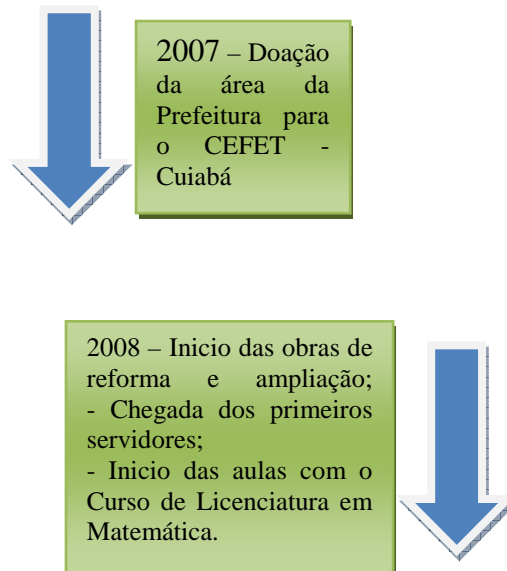 2007 – Doação
da área da
Prefeitura para
o CEFET -
Cuiabá
2008 – Inicio das obras de
reforma e ampliação;
- Chegada dos primeiros
servidores;
- Inicio das aulas com o
Curso de Licenciatura em
Matemática.